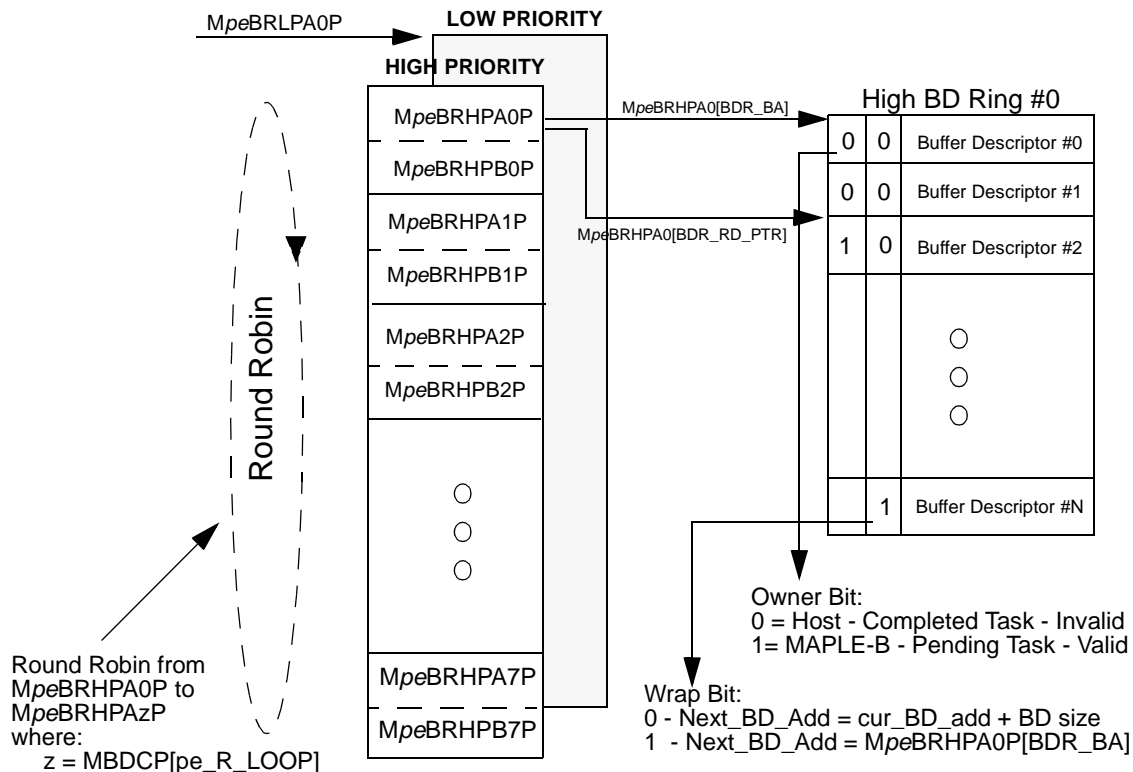 MpeBRLPA0P
LOW PRIORITY
HIGH PRIORITY
MpeBRHPA0P
MpeBRHPB0P
MpeBRHPA1P
MpeBRHPB1P
MpeBRHPA2P
MpeBRHPB2P
MpeBRHPA7P
MpeBRHPB7P
Round Robin
Round Robin from
MpeBRHPA0P to
MpeBRHPAzP
where:
z = MBDCP[pe_R_LOOP]
MpeBRHPA0[BDR_BA]
MpeBRHPA0[BDR_RD_PTR]
High BD Ring #0
0 0 Buffer Descriptor #0
0 0 Buffer Descriptor #1
1 0 Buffer Descriptor #2
1 Buffer Descriptor #N
Owner Bit:
0 = Host - Completed Task - Invalid
1= MAPLE-B - Pending Task - Valid
Wrap Bit:
0 - Next_BD_Add = cur_BD_add + BD size
1 - Next_BD_Add = MpeBRHPA0P[BDR_BA]